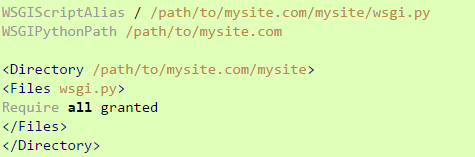 WSGIScriptAlias / /path/to/mysite.com/mysite/wsgi.py
WSGIPythonPath /path/to/mysite.com
<Directory /path/to/mysite.com/mysite>
<Files wsgi.py>
Require all granted
</Files>
</Directory>